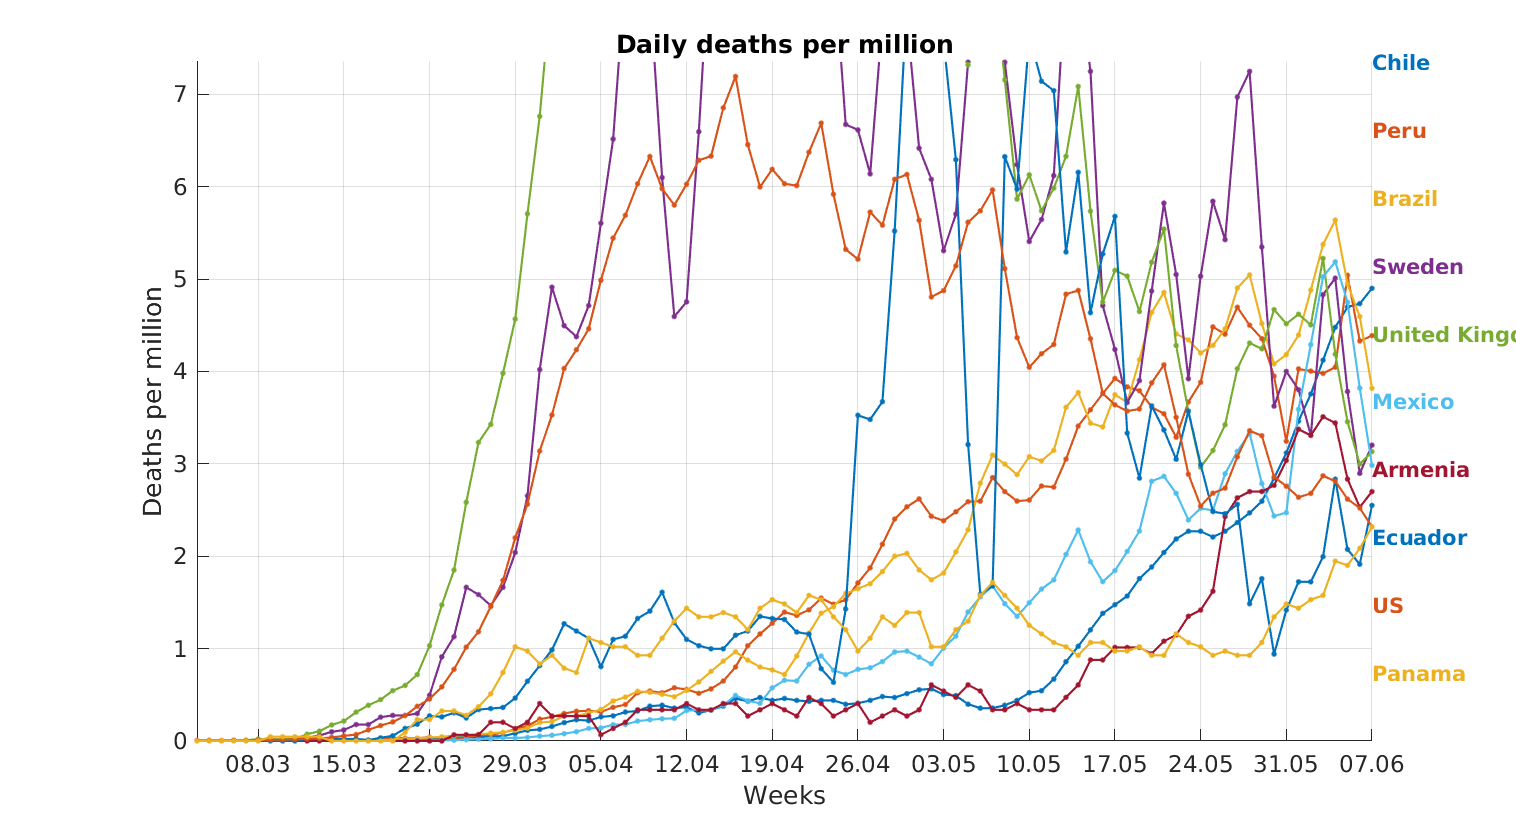 Daily deaths per million
Deaths per million
7
6
5
4
3
2
1
0
08.03 15.03 22.03 29.03 05.04 12.04 19.04 26.04 03.05 10.05 17.05 24.05 31.05 07.06
Weeks
Chile
Peru
Brazil
Sweden
United Kingd
Mexico
Armenia
Ecuador
US
Panama